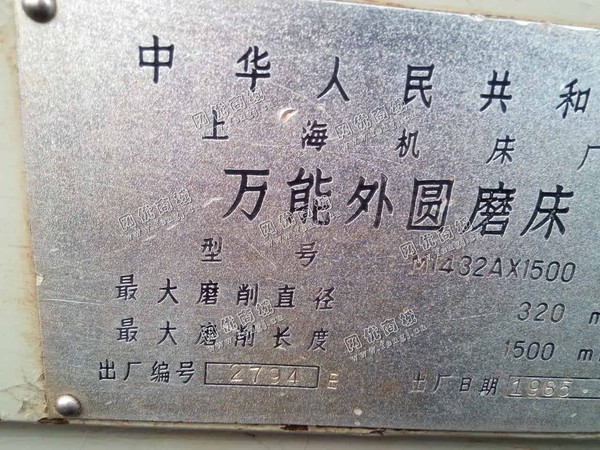 中华人民共和
上海机床厂
万能外圆磨床
型号 M1432AX1500
最大磨削直径 320 m
最大磨削长度 1500 m
出厂编号 2794 E 出厂日期 1985.